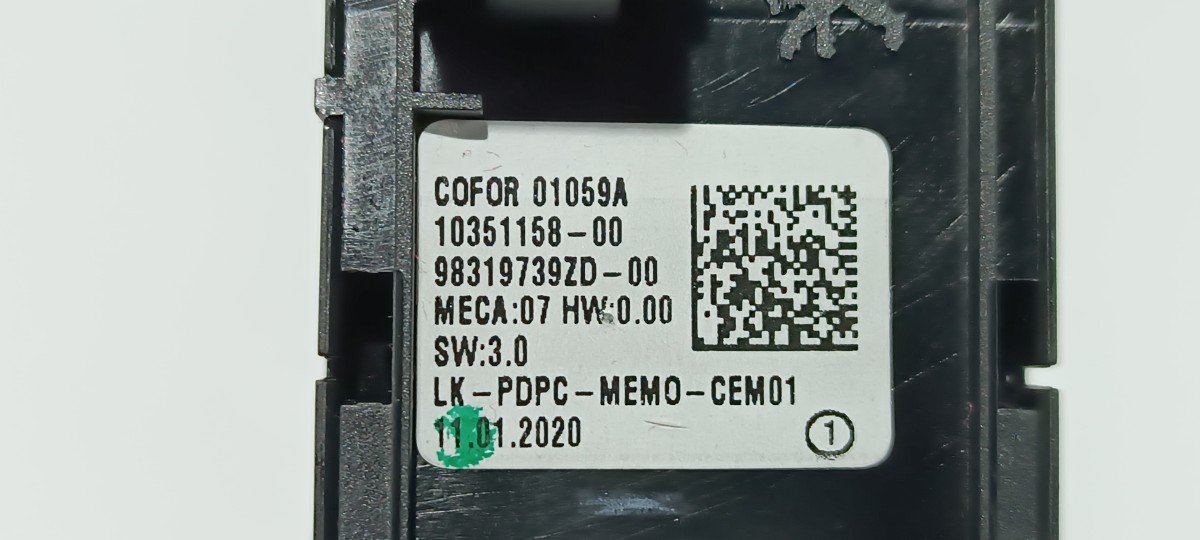 COFOR 01059A
10351158-00
98319739ZD-00
MECA:07 HW:0.00
SW:3.0
LK-PDPC-MEMO-CEM01
11.01.2020
1